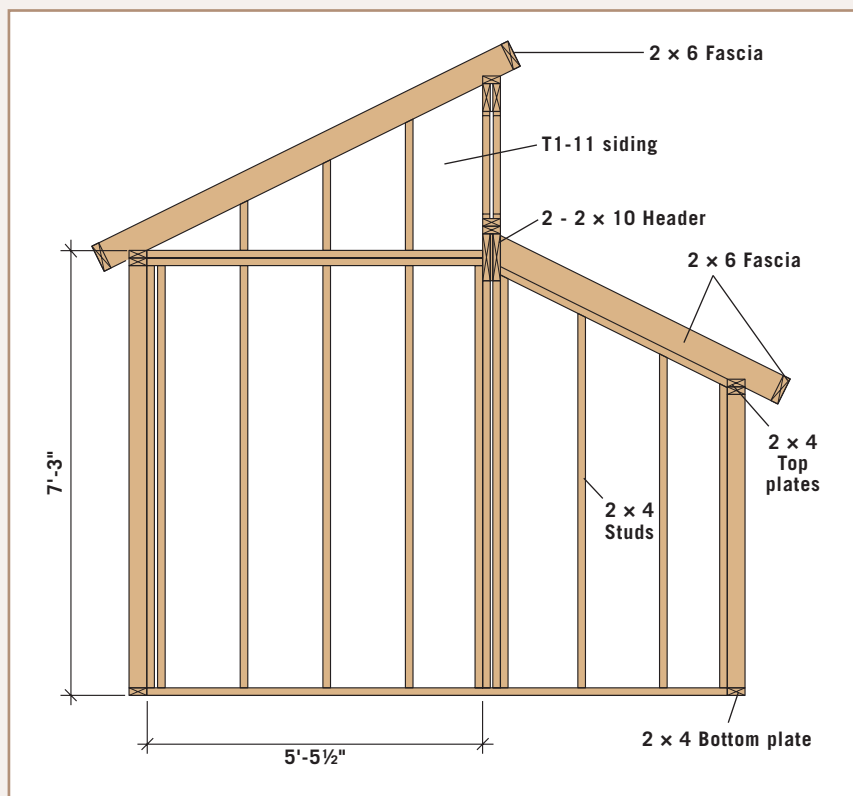 2 × 6 Fascia
T1-11 siding
2 - 2 × 10 Header
2 × 6 Fascia
7'-3"
2 × 4
Top
plates
2 × 4
Studs
2 × 4 Bottom plate
5'-5½"